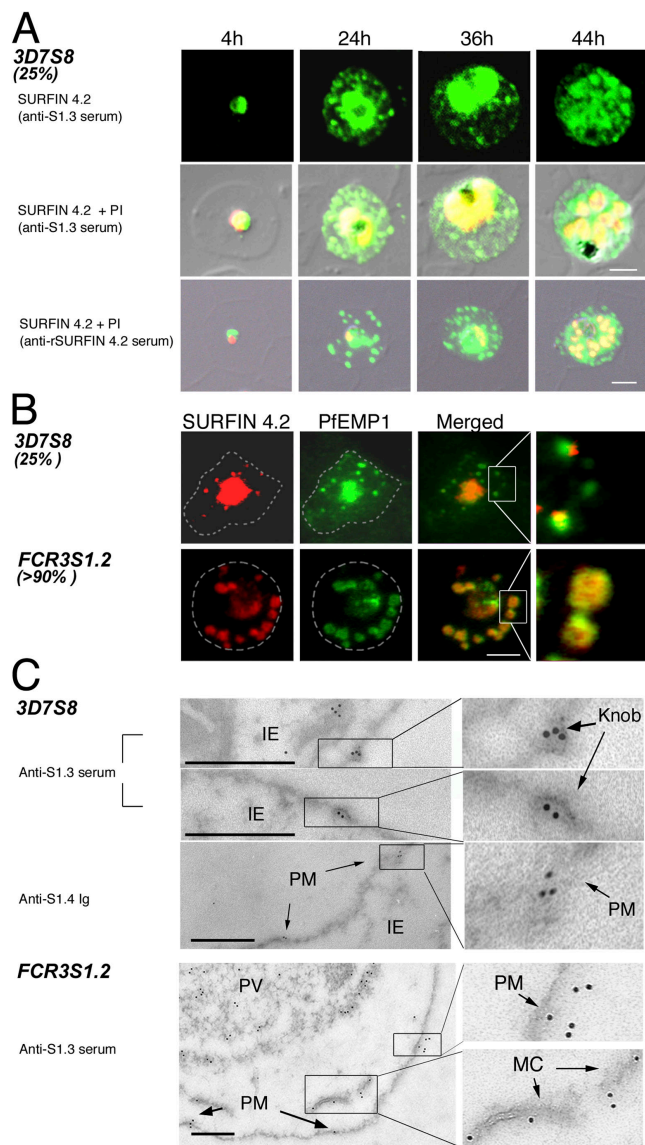 A
4h 24h 36h 44h
3D7S8
(25%)
SURFIN 4.2
(anti-S1.3 serum)
SURFIN 4.2 + PI
(anti-S1.3 serum)
SURFIN 4.2 + PI
(anti-rSURFIN 4.2 serum)
B
SURFIN 4.2 PfEMP1 Merged
3D7S8
(25% )
FCR3S1.2
(>90% )
C
3D7S8
IE
Knob
Anti-S1.3 serum
IE
PM
Anti-S1.4 Ig
PM
IE
FCR3S1.2
PV
PM
Anti-S1.3 serum
MC
PM